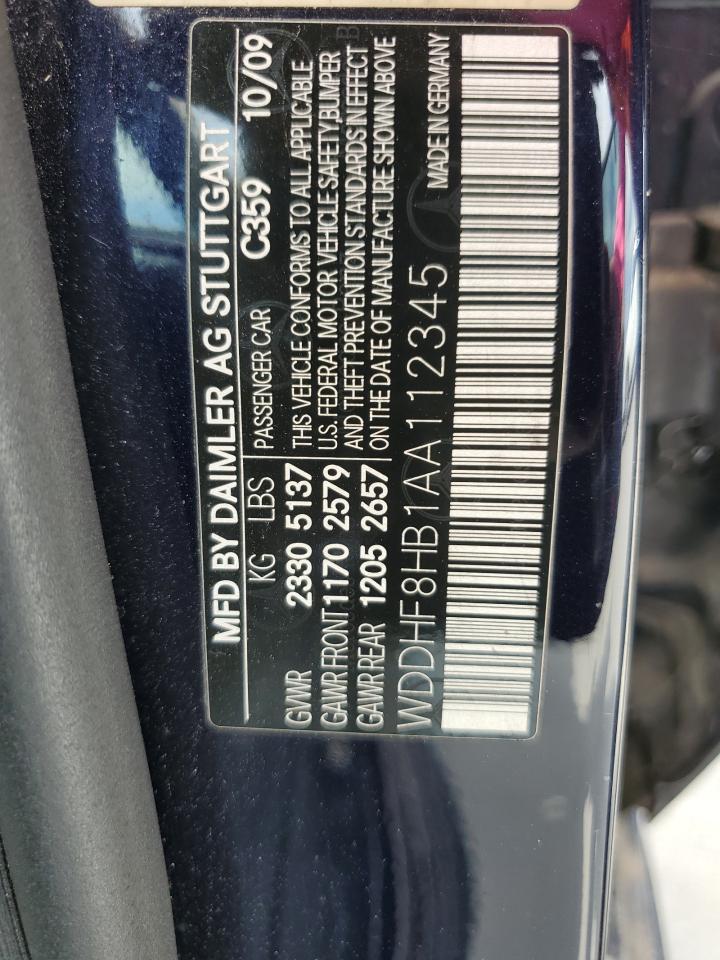 MFD BY DAIMLER AG STUTTGART
C359 10/09
KG LBS PASSENGER CAR
GVWR 2330 5137 THIS VEHICLE CONFORMS TO ALL APPLICABLE
GAWR FRONT 1170 2579 U.S. FEDERAL MOTOR VEHICLE SAFETY, BUMPER
GAWR REAR 1205 2657 AND THEFT PREVENTION STANDARDS IN EFFECT
ON THE DATE OF MANUFACTURE SHOWN ABOVE
WDDHF8HB1AA112345 MADE IN GERMANY